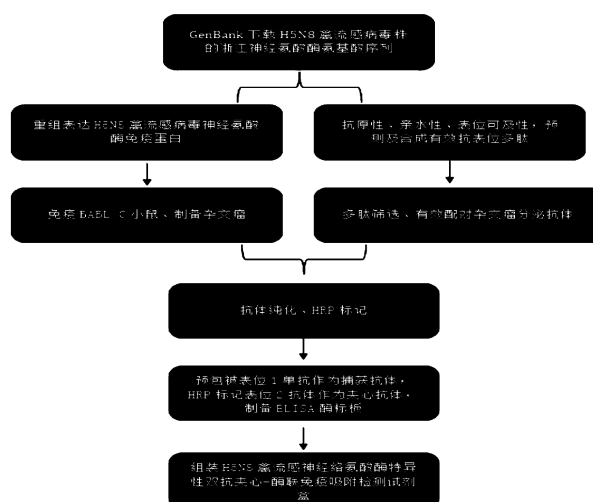 GenBank 下载 H5N8 禽流感病毒株
的神经氨酸酶氨基酸序列
重组表达 H5N8 禽流感病毒神经氨酸
酶免疫蛋白
抗原性、亲水性、表位可及性，预
测及合成有效抗表位多肽
免疫 BABL C 小鼠、制备杂交瘤
多肽筛选、有效配对杂交瘤分泌抗体
抗体纯化、HRP 标记
预包被表位 1 单抗作为捕获抗体，
HRP 标记表位 2 抗体作为夹心抗体，
制备 ELISA 酶标板
组装 H5N8 禽流感神经氨酸酶特异
性双抗夹心-酶联免疫吸附检测试剂
盒